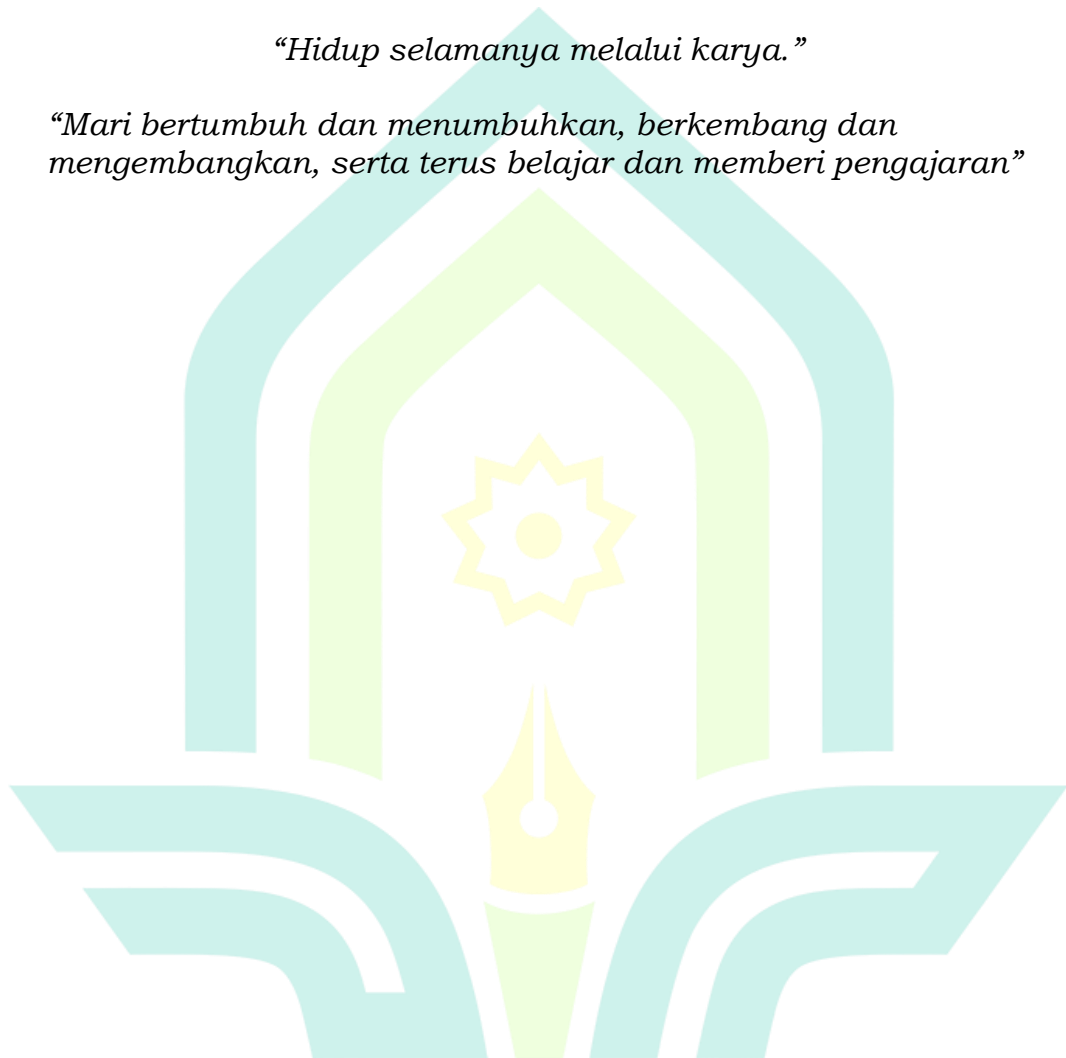 “Hidup selamanya melalui karya.”
“Mari bertumbuh dan menumbuhkan, berkembang dan
mengembangkan, serta terus belajar dan memberi pengajaran”